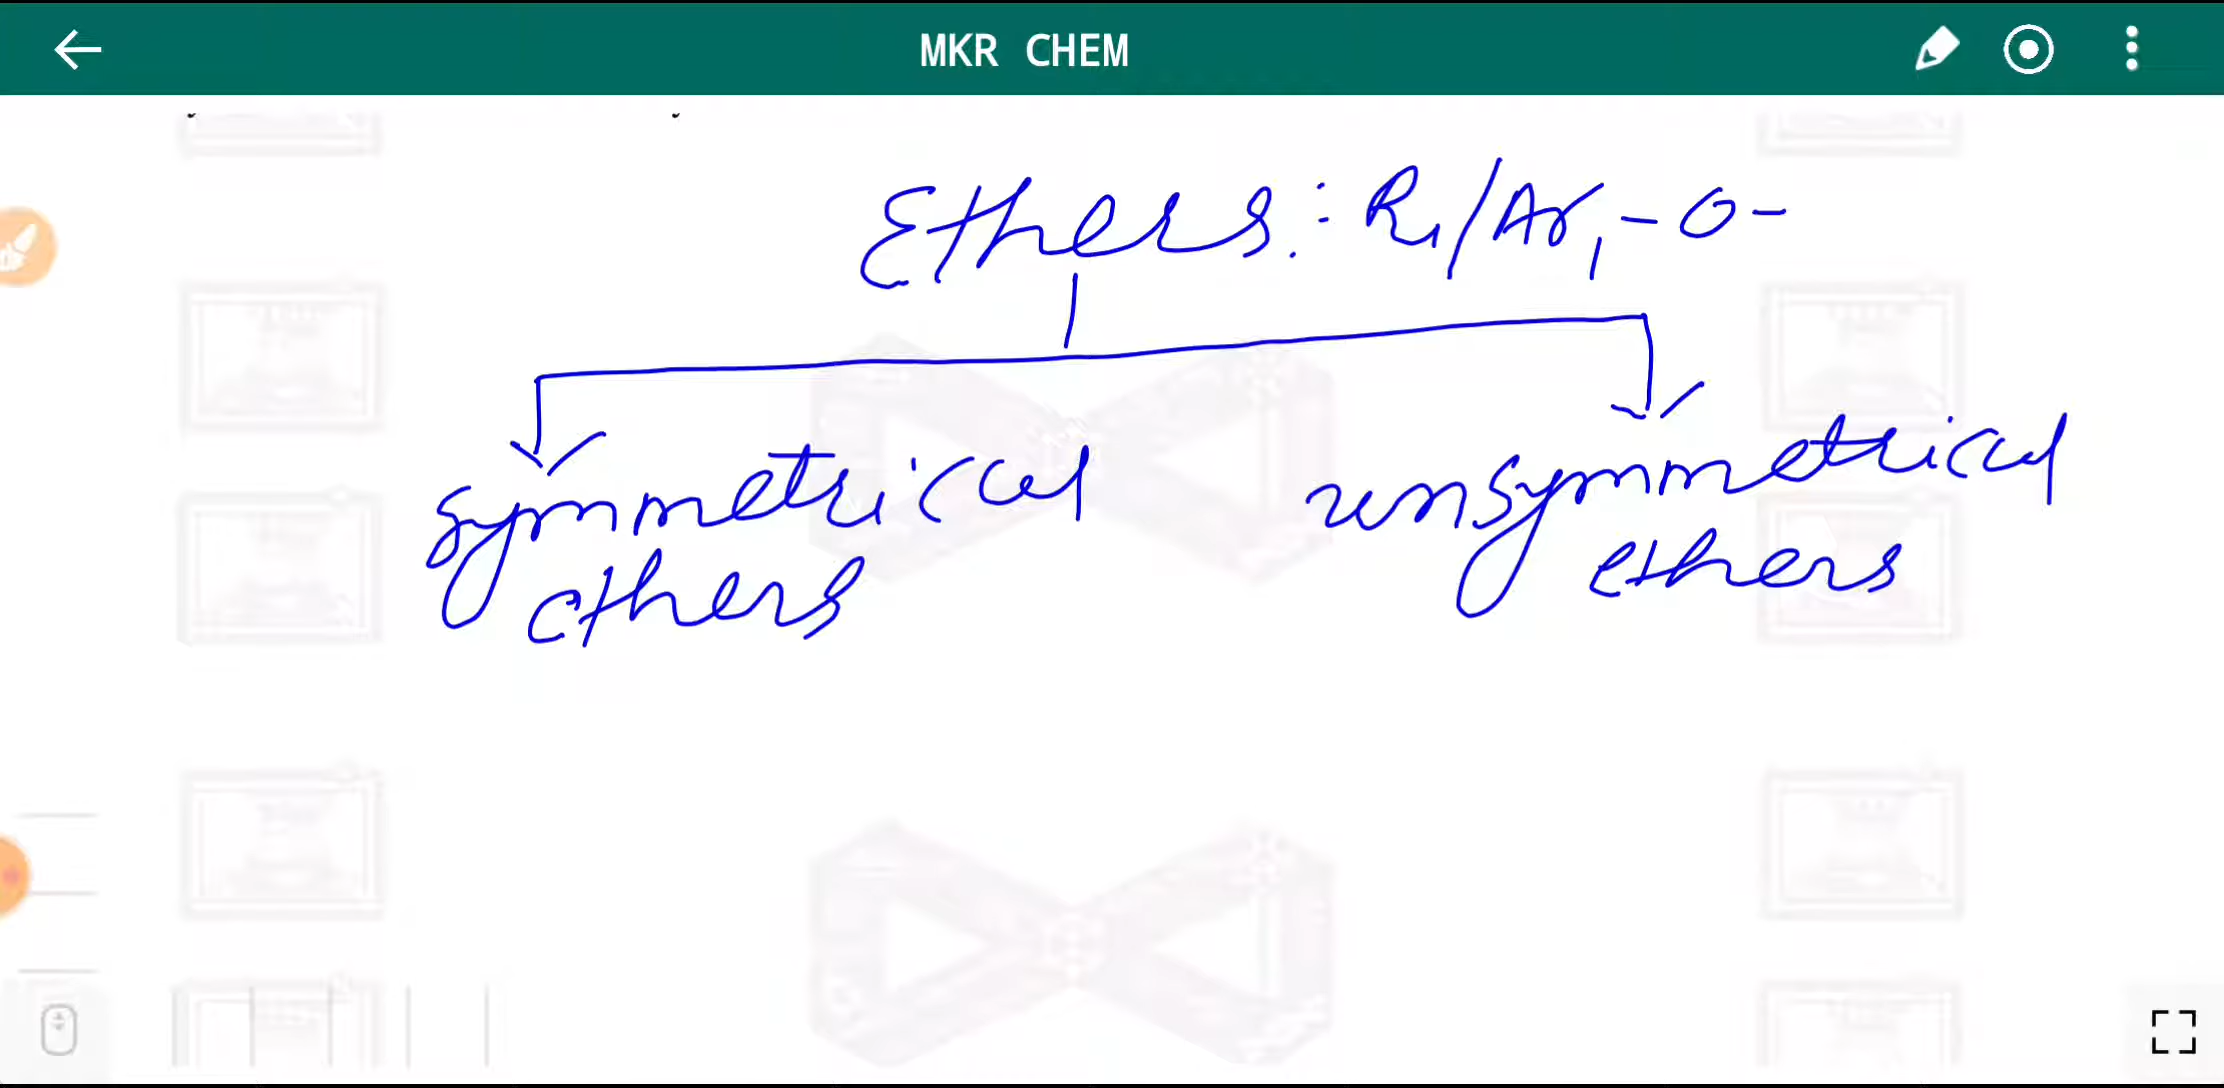 MKR CHEM
Ethers: R₁/Ar₁-O-
symmetrical ethers
unsymmetrical ethers